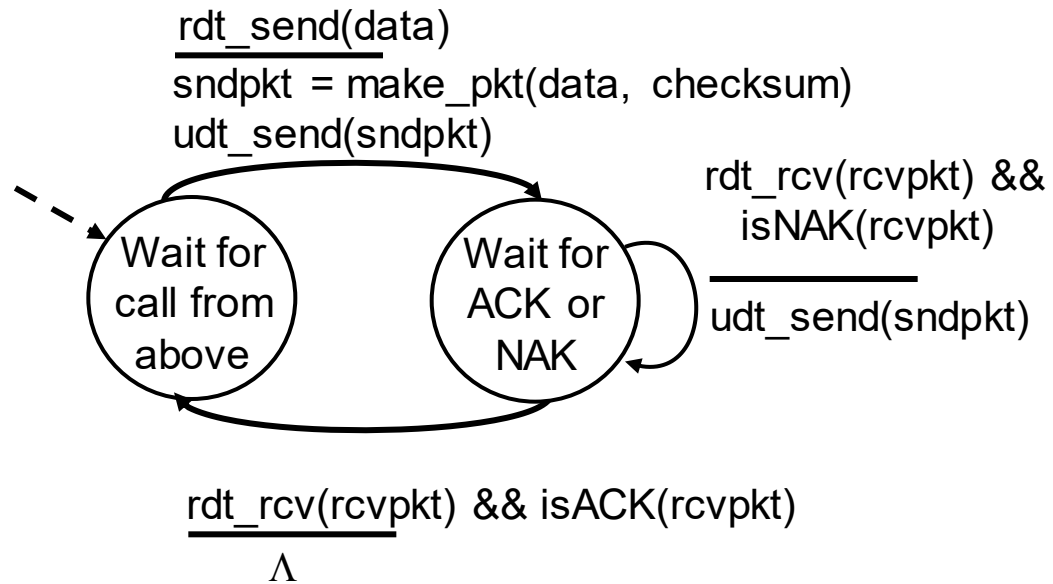 rdt_send(data)
sndpkt = make_pkt(data, checksum)
udt_send(sndpkt)
rdt_rcv(rcvpkt) &&
isNAK(rcvpkt)
udt_send(sndpkt)
Wait for
call from
above
Wait for
ACK or
NAK
rdt_rcv(rcvpkt) && isACK(rcvpkt)
Λ